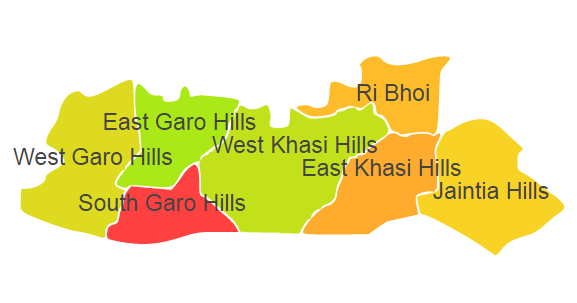 Ri Bhoi
East Garo Hills
West Khasi Hills
West Garo Hills
East Khasi Hills
Jaintia Hills
South Garo Hills